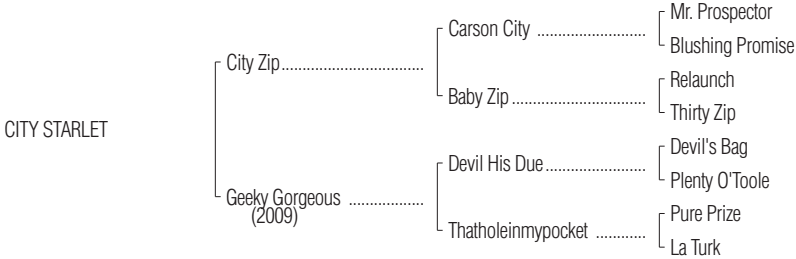 Mr. Prospector
Carson City ..........................
Blushing Promise
City Zip..................................
Relaunch
Baby Zip................................
Thirty Zip
CITY STARLET
Devil's Bag
Devil His Due........................
Plenty O'Toole
Geeky Gorgeous ..................
(2009)
Pure Prize
Thatholeinmypocket ............
La Turk